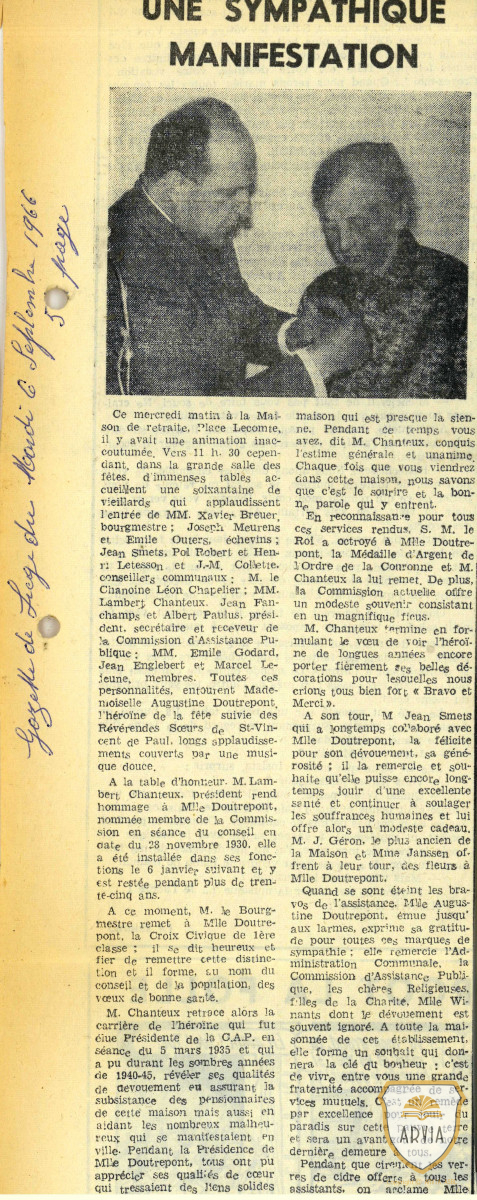 UNE SYMPATHIQUE
MANIFESTATION
Gazette de Liège du Mardi 6 Septembre 1966
5 page
Ce mercredi matin à la Mai-
son de retraite, Place Lecomte,
il y avait une animation inac-
coutumée. Vers 11 h. 30 cepen-
dant, dans la grande salle des
fêtes, d'immenses tables ac-
cueillent une soixantaine de
vieillards qui applaudissent
l'entrée de MM. Xavier Breuer,
bourgmestre ; Joseph Meurens
et Emile Outers, échevins ;
Jean Smets, Pol Robert et Hen-
ri Letesson et J.-M. Collette,
conseillers communaux ; M. le
Chanoine Léon Chapelier ; MM.
Lambert Chanteux, Jean Fan-
champs et Albert Paulus, prési-
dent, secrétaire et receveur de
la Commission d'Assistance Pu-
blique ; MM. Emile Godard,
Jean Englebert et Marcel Le-
jeune, membres. Toutes ces
personnalités, entourent Made-
moiselle Augustine Doutrepont,
l'héroïne de la fête suivie des
Révérendes Sœurs de St-Vin-
cent de Paul, longs applaudisse-
ments couverts par une mu-
sique douce.
A la table d'honneur, M. Lam-
bert Chanteux, président rend
hommage à Mlle Doutrepont,
nommée membre de la Commis-
sion en séance du conseil en
date du 28 novembre 1930, elle
a été installée dans ses fonc-
tions le 6 janvier suivant et y
est restée pendant plus de tren-
te-cinq ans.
A ce moment, M. le Bourg-
mestre remet à Mlle Doutre-
pont, la Croix Civique de 1ère
classe ; il se dit heureux et
fier de remettre cette distinc-
tion et il forme, au nom du
conseil et de la population, des
vœux de bonne santé.
M. Chanteux retrace alors la
carrière de l'héroïne qui fut
élue Présidente de la C.A.P. en
séance du 5 mars 1935 et qui
a pu durant les sombres années
de 1940-45, révéler ses qualités
de dévouement en assurant la
subsistance des pensionnaires
de cette maison mais aussi en
aidant les nombreux malheu-
reux qui se manifestaient en
ville. Pendant la Présidence de
Mlle Doutrepont, tous ont pu
apprécier ses qualités de cœur
qui tressaient des liens solides
maison qui est presque la sien-
ne. Pendant ce temps vous
avez, dit M. Chanteux, conquis
l'estime générale et unanime.
Chaque fois que vous viendrez
dans cette maison, nous savons
que c'est le sourire et la bon-
ne parole qui y entrent.
En reconnaissance pour tous
ces services rendus, S. M. le
Roi a octroyé à Mlle Doutre-
pont, la Médaille d'Argent de
l'Ordre de la Couronne et M.
Chanteux la lui remet. De plus,
la Commission actuelle offre
un modeste souvenir consistant
en un magnifique ficus.
M. Chanteux termine en for-
mulant le vœu de voir l'héroï-
ne de longues années encore
porter fièrement ses belles dé-
corations pour lesquelles nous
crions tous bien fort « Bravo et
Merci ».
A son tour, M Jean Smets
qui a longtemps collaboré avec
Mlle Doutrepont, la félicite
pour son dévouement, sa géné-
rosité ; il la remercie et sou-
haite qu'elle puisse encore long-
temps jouir d'une excellente
santé et continuer à soulager
les souffrances humaines et lui
offre alors un modeste cadeau.
M. J. Géron, le plus ancien de
la Maison et Mme Janssen of-
frent à leur tour, des fleurs à
Mlle Doutrepont.
Quand se sont éteint les bra-
vos de l'assistance, Mlle Augus-
tine Doutrepont, émue jusqu'
aux larmes, exprime sa gratitu-
de pour toutes ces marques de
sympathie ; elle remercie l'Ad-
ministration Communale, la
Commission d'Assistance Publi-
que, les chères Religieuses,
filles de la Charité, Mlle Wi-
nants dont le dévouement est
souvent ignoré. A toute la mai-
sonnée de cet établissement,
elle forme un souhait qui don-
nera la clé du bonheur ; c'est
de vivre entre vous une grande
fraternité
vices mutuels,
par excellence
paradis sur cette
et sera un
dernière demeure tous.
Pendant que les ver-
res de cidre offerts à tous les
assistants, on acclame Mlle
ARVIA